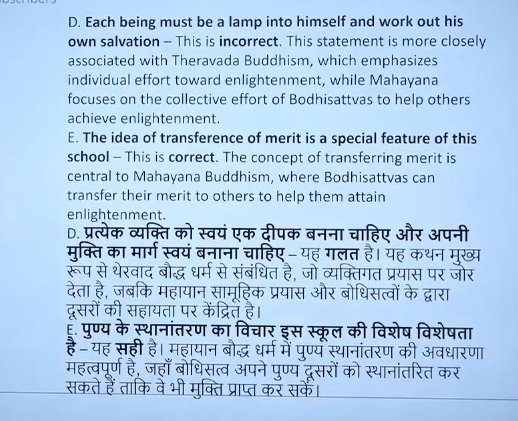 D. Each being must be a lamp into himself and work out his
own salvation – This is incorrect. This statement is more closely
associated with Theravada Buddhism, which emphasizes
individual effort toward enlightenment, while Mahayana
focuses on the collective effort of Bodhisattvas to help others
achieve enlightenment.
E. The idea of transference of merit is a special feature of this
school – This is correct. The concept of transferring merit is
central to Mahayana Buddhism, where Bodhisattvas can
transfer their merit to others to help them attain
enlightenment.
D. प्रत्येक व्यक्ति को स्वयं एक दीपक बनना चाहिए और अपनी
मुक्ति का मार्ग स्वयं बनाना चाहिए – यह गलत है। यह कथन मुख्य
रूप से थेरवाद बौद्ध धर्म से संबंधित है, जो व्यक्तिगत प्रयास पर जोर
देता है, जबकि महायान सामूहिक प्रयास और बोधिसत्वों के द्वारा
दूसरों की सहायता पर केंद्रित है।
E. पुण्य के स्थानांतरण का विचार इस स्कूल की विशेष विशेषता
है – यह सही है। महायान बौद्ध धर्म में पुण्य स्थानांतरण की अवधारणा
महत्वपूर्ण है, जहाँ बोधिसत्व अपने पुण्य दूसरों को स्थानांतरित कर
सकते हैं ताकि वे भी मुक्ति प्राप्त कर सकें।